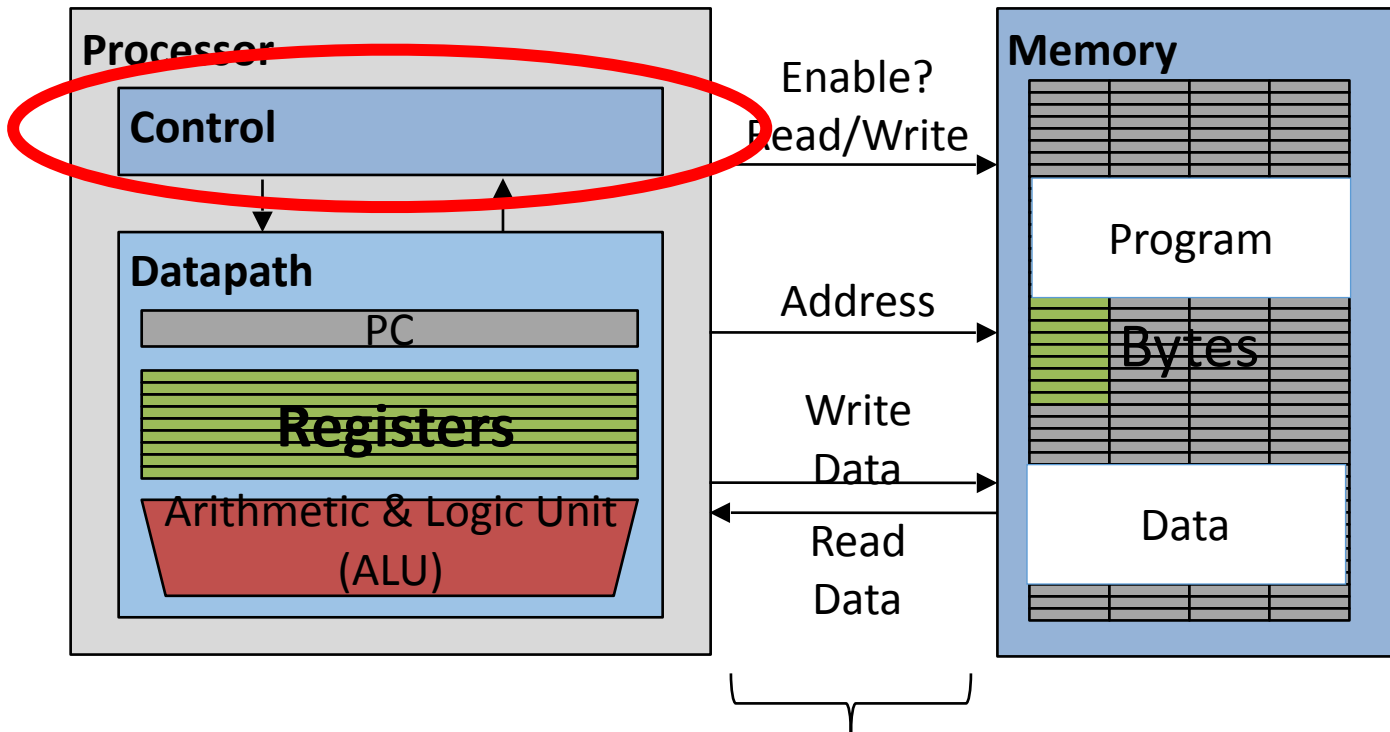 Processor
Control
Datapath
PC
Registers
Arithmetic & Logic Unit
(ALU)
Enable?
Read/Write
Address
Write
Data
Read
Data
Memory
Program
Bytes
Data